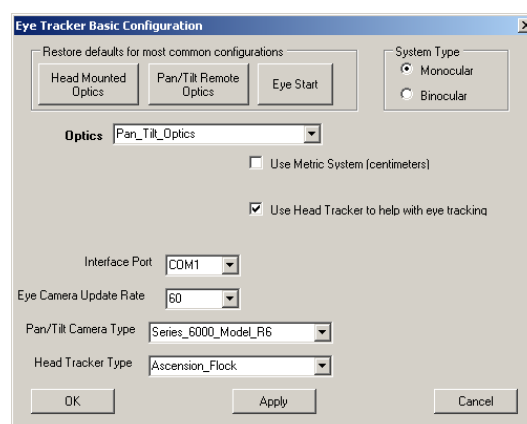 Eye Tracker Basic Configuration
Restore defaults for most common configurations
System Type
Head Mounted
Optics
Pan/Tilt Remote
Optics
Eye Start
Monocular
Binocular
Optics Pan_Tilt_Optics
Use Metric System (centimeters)
Use Head Tracker to help with eye tracking
Interface Port COM1
Eye Camera Update Rate 60
Pan/Tilt Camera Type Series_6000_Model_R6
Head Tracker Type Ascension_Flock
OK Apply Cancel